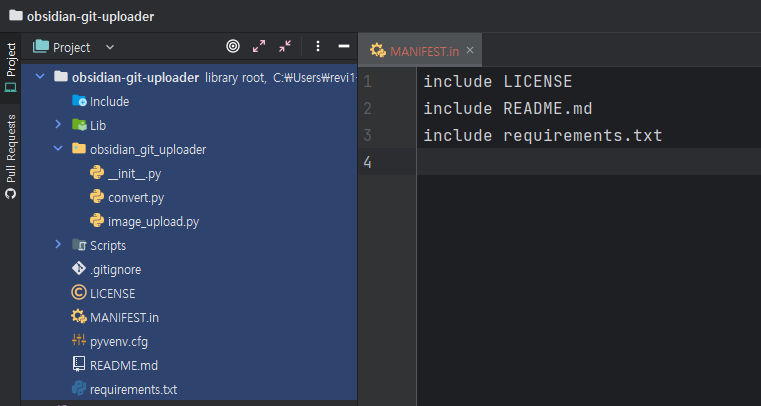 obsidian-git-uploader
Project
Pull Requests
Project
obsidian-git-uploader library root, C:₩Users₩revi1
Include
Lib
obsidian_git_uploader
__init__.py
convert.py
image_upload.py
Scripts
.gitignore
LICENSE
MANIFEST.in
pyvenv.cfg
README.md
requirements.txt
MANIFEST.in
1 include LICENSE
2 include README.md
3 include requirements.txt
4